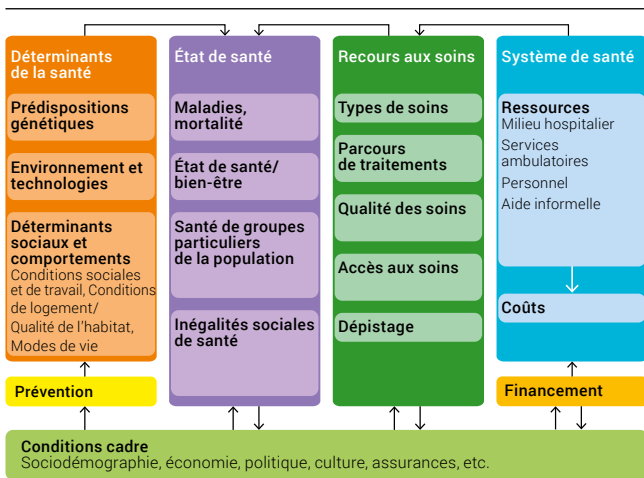 Déterminants
de la santé
Prédispositions
génétiques
Environnement et
technologies
Déterminants
sociaux et
comportements
Conditions sociales
et de travail, Conditions
de logement/
Qualité de l'habitat,
Modes de vie
Prévention
État de santé
Maladies,
mortalité
État de santé/
bien-être
Santé de groupes
particuliers
de la population
Inégalités sociales
de santé
Recours aux soins
Types de soins
Parcours
de traitements
Qualité des soins
Accès aux soins
Dépistage
Système de santé
Ressources
Milieu hospitalier
Services
ambulatoires
Personnel
Aide informelle
Coûts
Financement
Conditions cadre
Sociodémographie, économie, politique, culture, assurances, etc.